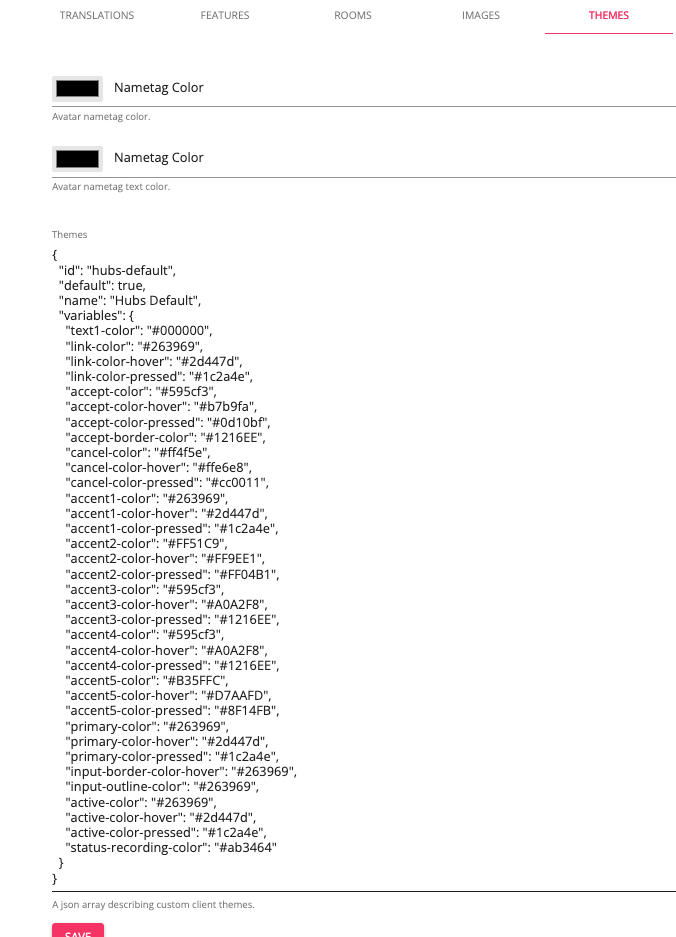 TRANSLATIONS FEATURES ROOMS IMAGES THEMES
Nametag Color
Avatar nametag color.
Nametag Color
Avatar nametag text color.
Themes
{
  "id": "hubs-default",
  "default": true,
  "name": "Hubs Default",
  "variables": {
    "text1-color": "#000000",
    "link-color": "#263969",
    "link-color-hover": "#2d447d",
    "link-color-pressed": "#1c2a4e",
    "accept-color": "#595cf3",
    "accept-color-hover": "#b7b9fa",
    "accept-color-pressed": "#0d10bf",
    "accept-border-color": "#1216EE",
    "cancel-color": "#ff4f5e",
    "cancel-color-hover": "#ffe6e8",
    "cancel-color-pressed": "#cc0011",
    "accent1-color": "#263969",
    "accent1-color-hover": "#2d447d",
    "accent1-color-pressed": "#1c2a4e",
    "accent2-color": "#FF51C9",
    "accent2-color-hover": "#FF9EE1",
    "accent2-color-pressed": "#FF04B1",
    "accent3-color": "#595cf3",
    "accent3-color-hover": "#A0A2F8",
    "accent3-color-pressed": "#1216EE",
    "accent4-color": "#595cf3",
    "accent4-color-hover": "#A0A2F8",
    "accent4-color-pressed": "#1216EE",
    "accent5-color": "#B35FFC",
    "accent5-color-hover": "#D7AAFD",
    "accent5-color-pressed": "#8F14FB",
    "primary-color": "#263969",
    "primary-color-hover": "#2d447d",
    "primary-color-pressed": "#1c2a4e",
    "input-border-color-hover": "#263969",
    "input-outline-color": "#263969",
    "active-color": "#263969",
    "active-color-hover": "#2d447d",
    "active-color-pressed": "#1c2a4e",
    "status-recording-color": "#ab3464"
  }
}
A json array describing custom client themes.
SAVE